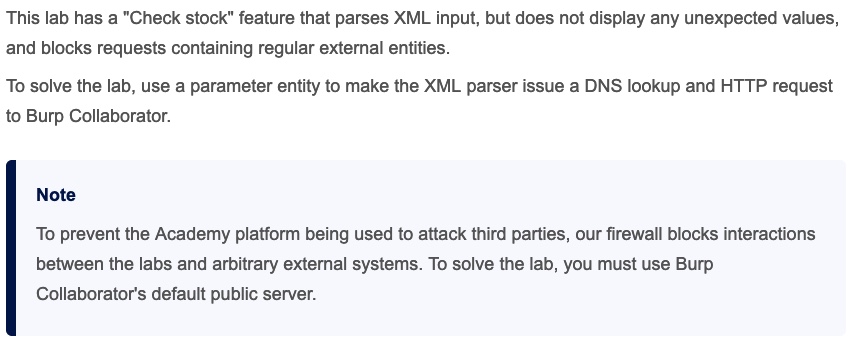 This lab has a "Check stock" feature that parses XML input, but does not display any unexpected values,
and blocks requests containing regular external entities.
To solve the lab, use a parameter entity to make the XML parser issue a DNS lookup and HTTP request
to Burp Collaborator.
Note
To prevent the Academy platform being used to attack third parties, our firewall blocks interactions
between the labs and arbitrary external systems. To solve the lab, you must use Burp
Collaborator's default public server.